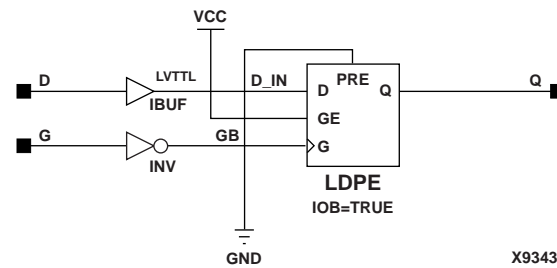 VCC
D
LVTTL
D_IN
PRE
Q
IBUF
D
Q
GE
G
GB
G
INV
LDPE
IOB=TRUE
GND
X9343